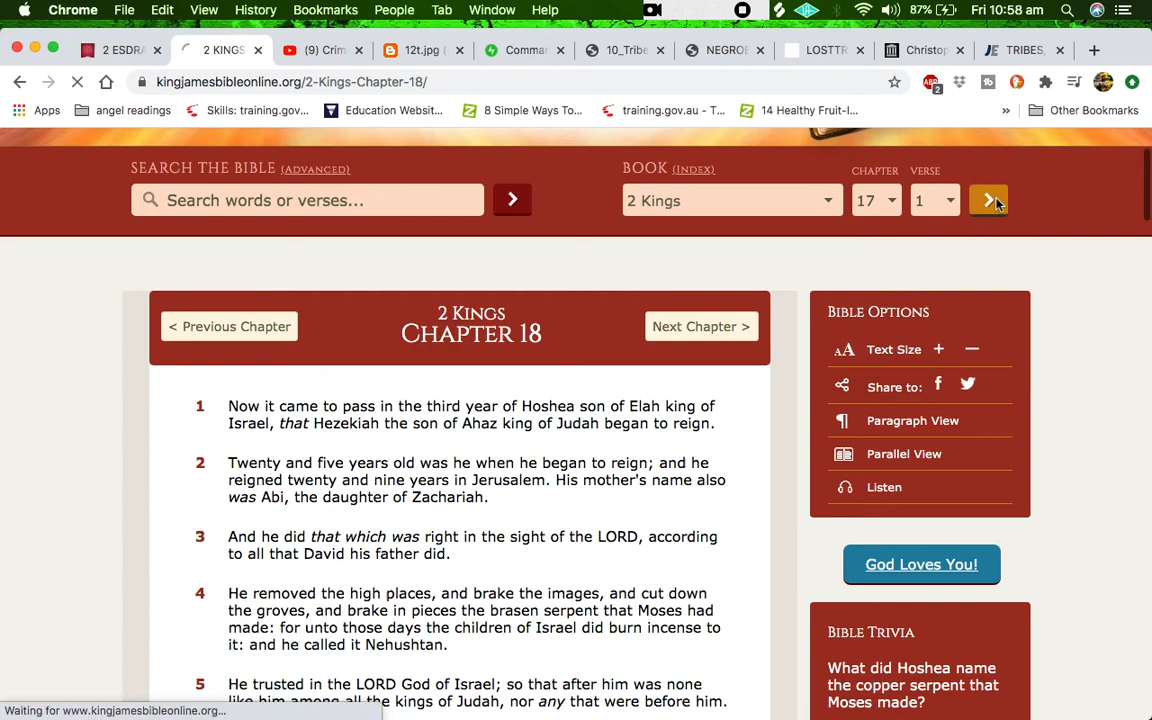 Chrome File Edit View History Bookmarks People Tab Window Help 87% Fri 10:58 am
2 ESDRA 2 KINGS (9) Crim 12t.jpg ( Commar 10_Tribe NEGROE LOSTTR Christop TRIBES,
kingjamesbibleonline.org/2-Kings-Chapter-18/
Apps angel readings Skills: training.gov... Education Websit... 8 Simple Ways To... training.gov.au - T... 14 Healthy Fruit-I... » Other Bookmarks
SEARCH THE BIBLE (ADVANCED)
Search words or verses...
BOOK (INDEX) CHAPTER VERSE
2 Kings 17 1
< Previous Chapter
2 KINGS
CHAPTER 18
Next Chapter >
1 Now it came to pass in the third year of Hoshea son of Elah king of
Israel, that Hezekiah the son of Ahaz king of Judah began to reign.
2 Twenty and five years old was he when he began to reign; and he
reigned twenty and nine years in Jerusalem. His mother's name also
was Abi, the daughter of Zachariah.
3 And he did that which was right in the sight of the LORD, according
to all that David his father did.
4 He removed the high places, and brake the images, and cut down
the groves, and brake in pieces the brasen serpent that Moses had
made: for unto those days the children of Israel did burn incense to
it: and he called it Nehushtan.
5 He trusted in the LORD God of Israel; so that after him was none
like him among all the kings of Judah, nor any that were before him.
BIBLE OPTIONS
AA Text Size + —
Share to:
Paragraph View
Parallel View
Listen
God Loves You!
BIBLE TRIVIA
What did Hoshea name
the copper serpent that
Moses made?
Waiting for www.kingjamesbibleonline.org...